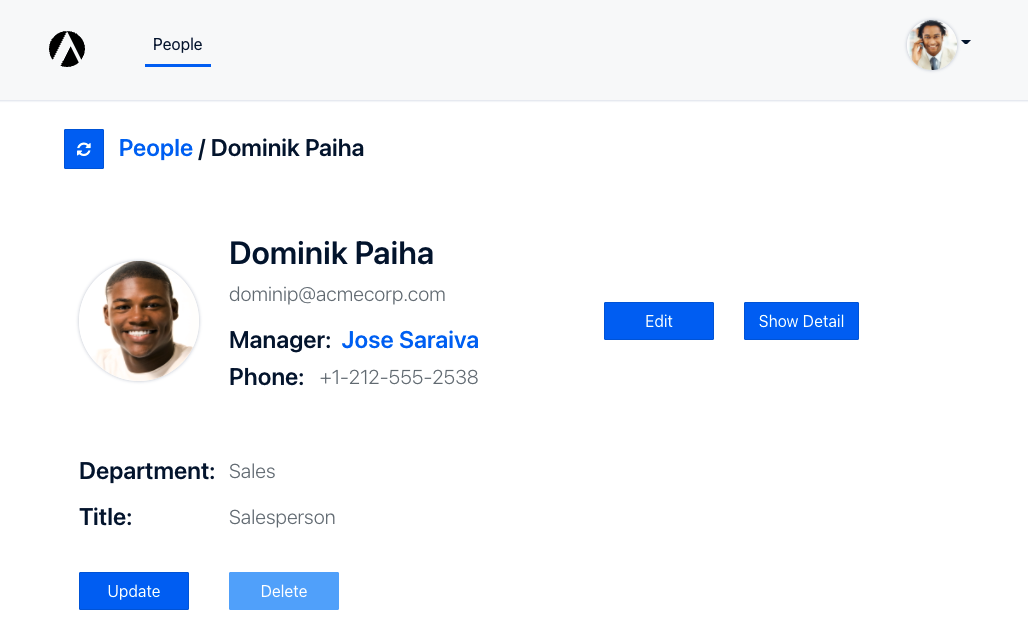 People
People / Dominik Paiha
Dominik Paiha
dominip@acmecorp.com
Manager: Jose Saraiva
Phone: +1-212-555-2538
Edit
Show Detail
Department: Sales
Title: Salesperson
Update
Delete